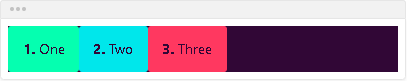 1. One 2. Two 3. Three